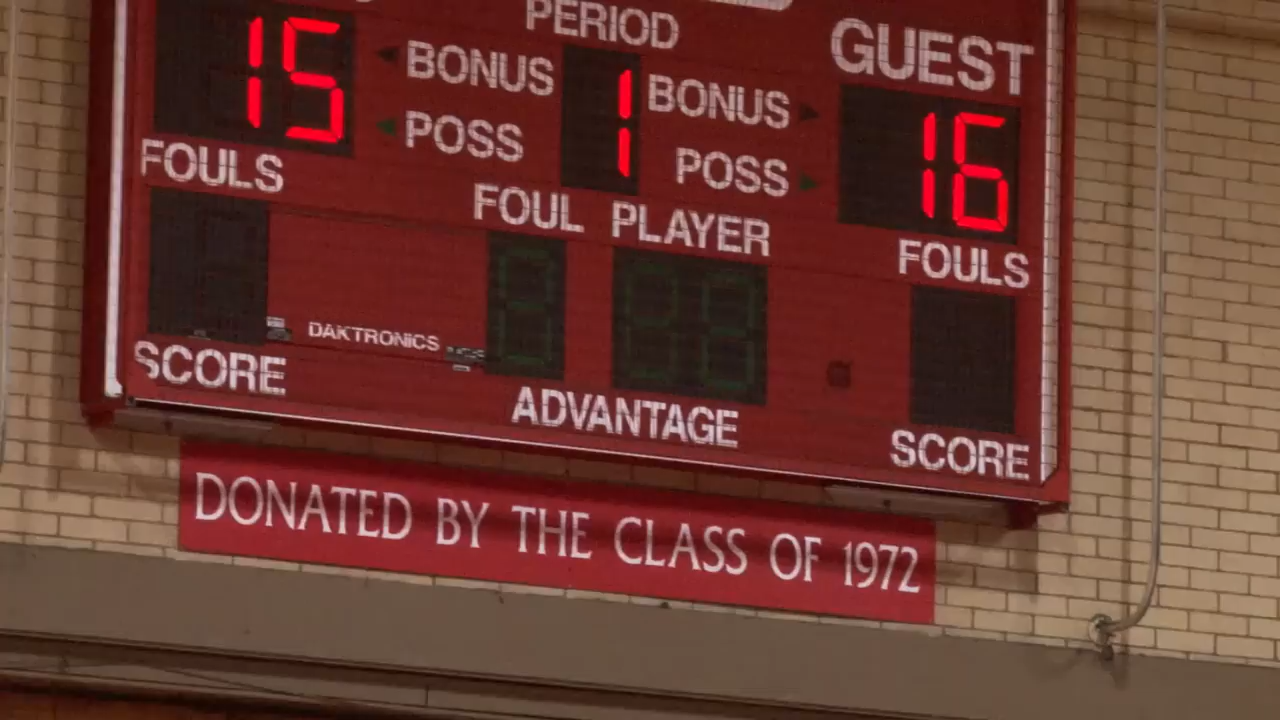 PERIOD
GUEST
15
BONUS
1
BONUS
16
POSS
POSS
FOULS
FOUL PLAYER
FOULS
DAKTRONICS
SCORE
ADVANTAGE
SCORE
DONATED BY THE CLASS OF 1972